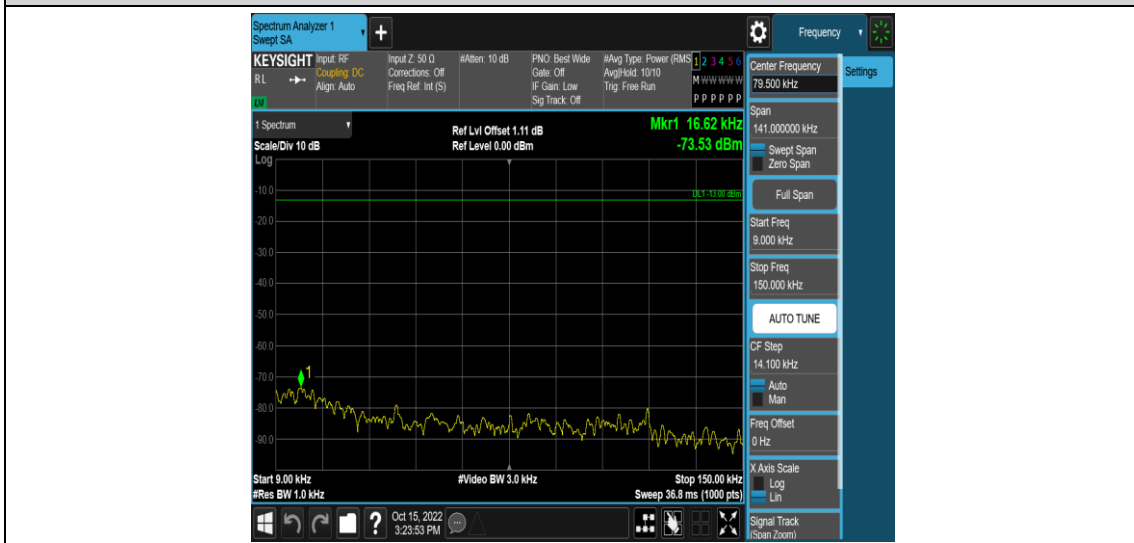 Spectrum Analyzer 1
Swept SA
+
Frequency
KEYSIGHT
RL
Input: RF
Coupling: DC
Align: Auto
Input Z: 50 Ω
Corrections: Off
Freq Ref: Int (S)
#Atten: 10 dB
PNO: Best Wide
Gate: Off
IF Gain: Low
Sig Track: Off
#Avg Type: Power (RMS
Avg|Hold: 10/10
Trig: Free Run
1 2 3 4 5 6
M W W W W W
P P P P P P
1 Spectrum
Scale/Div 10 dB
Log
Ref Lvl Offset 1.11 dB
Ref Level 0.00 dBm
Mkr1 16.62 kHz
-73.53 dBm
DL1 -13.00 dBm
-10.0
-20.0
-30.0
-40.0
-50.0
-60.0
-70.0
-80.0
-90.0
1
Start 9.00 kHz
#Res BW 1.0 kHz
#Video BW 3.0 kHz
Stop 150.00 kHz
Sweep 36.8 ms (1000 pts)
Center Frequency
79.500 kHz
Settings
Span
141.000000 kHz
Swept Span
Zero Span
Full Span
Start Freq
9.000 kHz
Stop Freq
150.000 kHz
AUTO TUNE
CF Step
14.100 kHz
Auto
Man
Freq Offset
0 Hz
X Axis Scale
Log
Lin
Signal Track
(Span Zoom)
?
Oct 15, 2022
3:23:53 PM